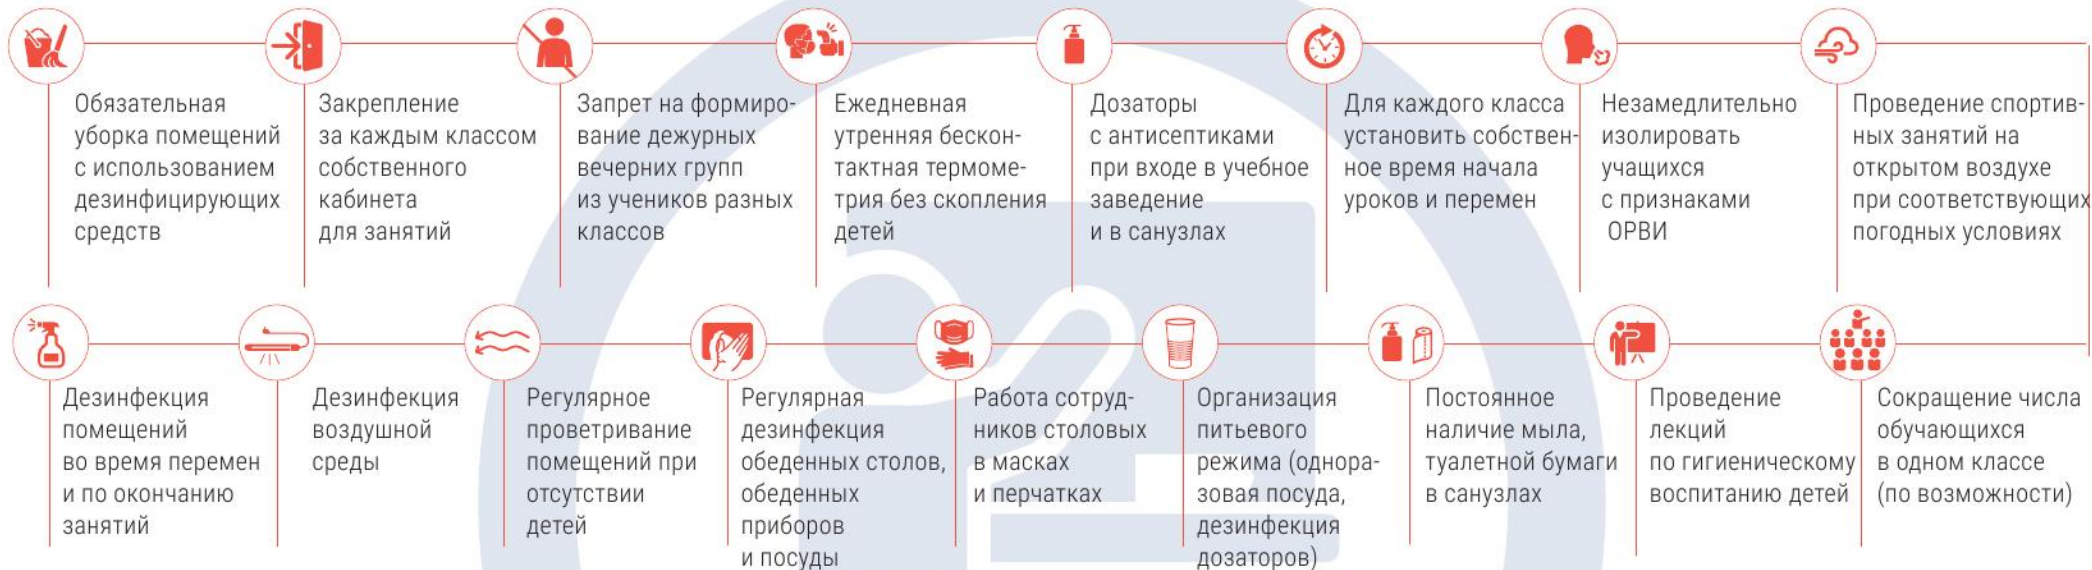 Обязательная
уборка помещений
с использованием
дезинфицирующих
средств
Закрепление
за каждым классом
собственного
кабинета
для занятий
Запрет на формиро-
вание дежурных
вечерних групп
из учеников разных
классов
Ежедневная
утренняя бескон-
тактная термоме-
трия без скопления
детей
Дозаторы
с антисептиками
при входе в учебное
заведение
и в санузлах
Для каждого класса
установить собствен-
ное время начала
уроков и перемен
Незамедлительно
изолировать
учащихся
с признаками
ОРВИ
Проведение спортив-
ных занятий на
открытом воздухе
при соответствующих
погодных условиях
Дезинфекция
помещений
во время перемен
и по окончанию
занятий
Дезинфекция
воздушной
среды
Регулярное
проветривание
помещений при
отсутствии
детей
Регулярная
дезинфекция
обеденных столов,
обеденных
приборов
и посуды
Работа сотруд-
ников столовых
в масках
и перчатках
Организация
питьевого
режима (однора-
зовая посуда,
дезинфекция
дозаторов)
Постоянное
наличие мыла,
туалетной бумаги
в санузлах
Проведение
лекций
по гигиеническому
воспитанию детей
Сокращение числа
обучающихся
в одном классе
(по возможности)